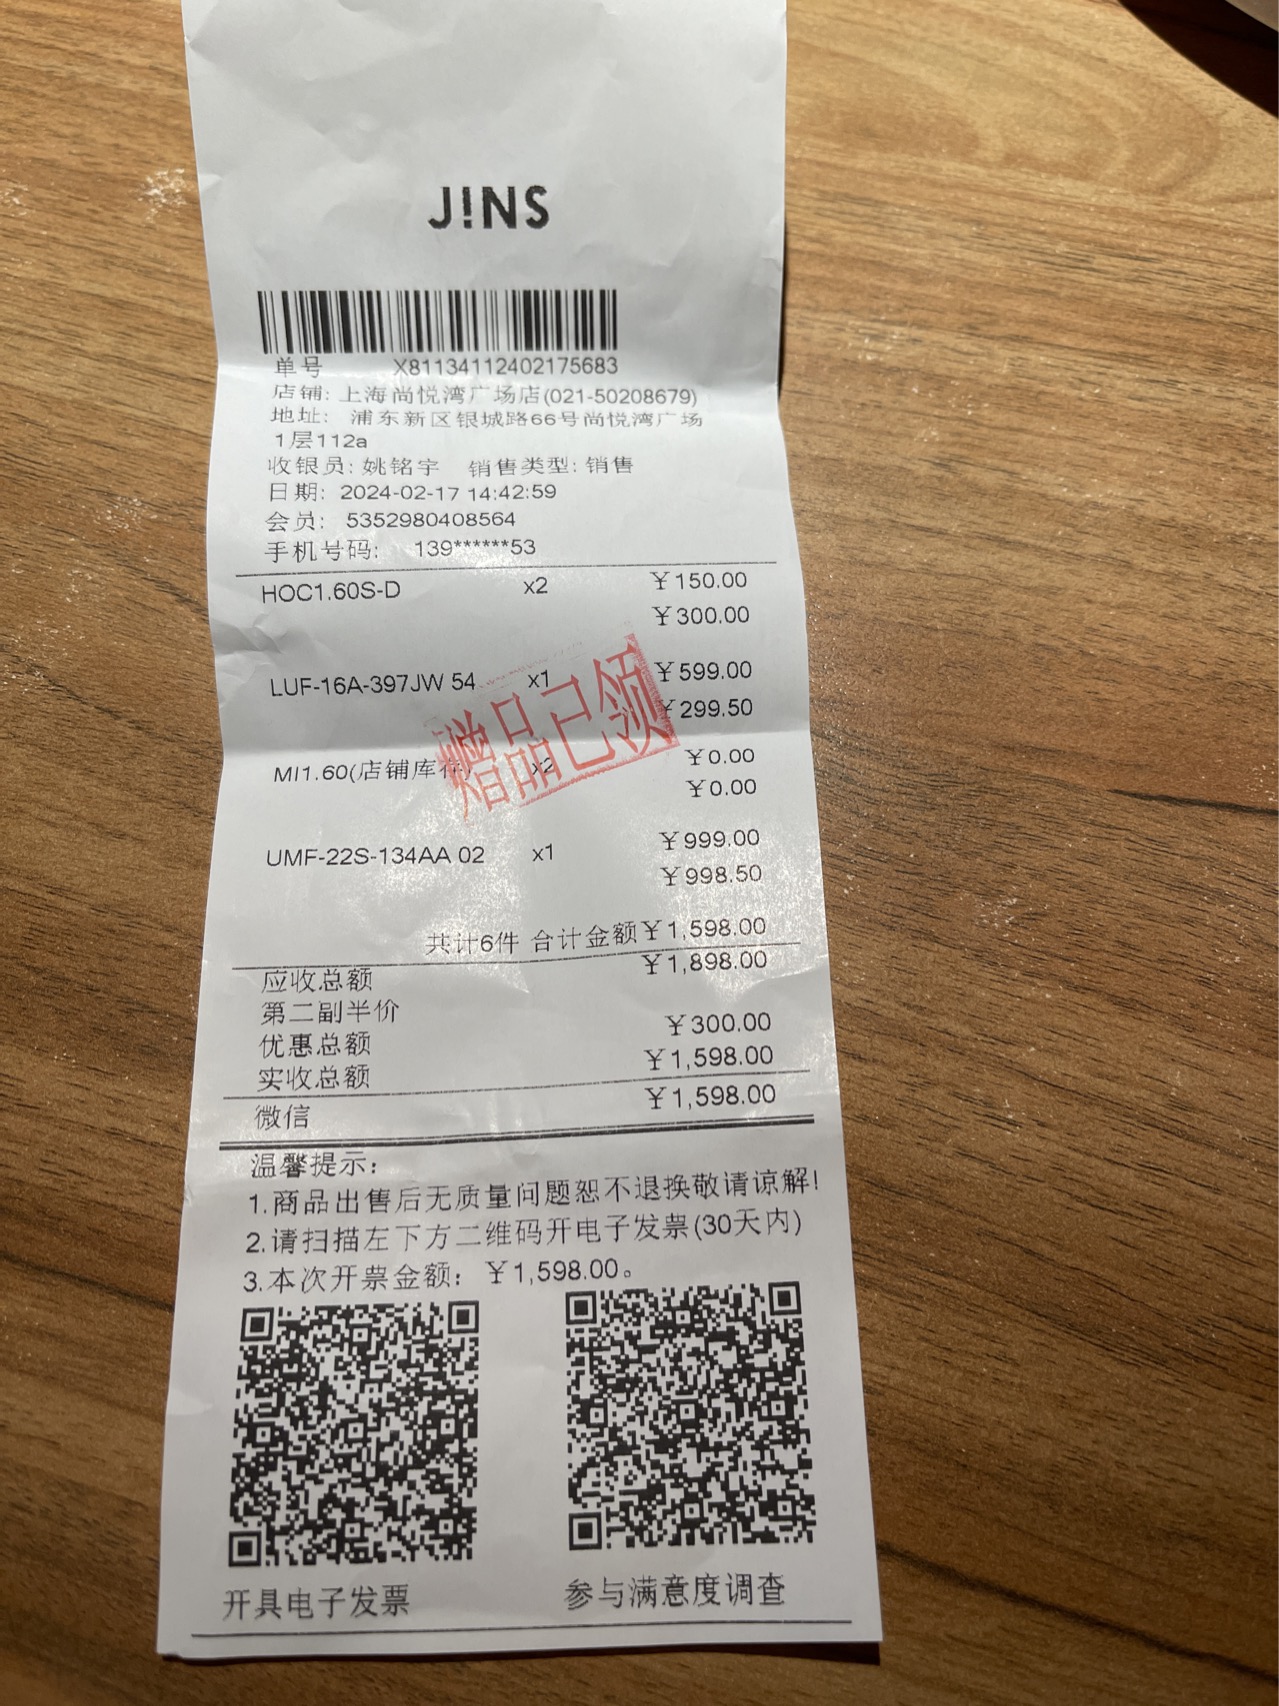 J!NS
单号 X81134112402175683
店铺: 上海尚悦湾广场店(021-50208679)
地址: 浦东新区银城路66号尚悦湾广场
1层112a
收银员: 姚铭宇 销售类型: 销售
日期: 2024-02-17 14:42:59
会员: 5352980408564
手机号码: 139******53
HOC1.60S-D x2 ¥150.00
¥300.00
LUF-16A-397JW 54 x1 ¥599.00
¥299.50
赠品已领
MI1.60(店铺库存) x2 ¥0.00
¥0.00
UMF-22S-134AA 02 x1 ¥999.00
¥998.50
共计6件 合计金额¥1,598.00
应收总额 ¥1,898.00
第二副半价
优惠总额 ¥300.00
实收总额 ¥1,598.00
微信 ¥1,598.00
温馨提示:
1.商品出售后无质量问题恕不退换敬请谅解!
2.请扫描左下方二维码开电子发票(30天内)
3.本次开票金额: ¥1,598.00。
开具电子发票 参与满意度调查